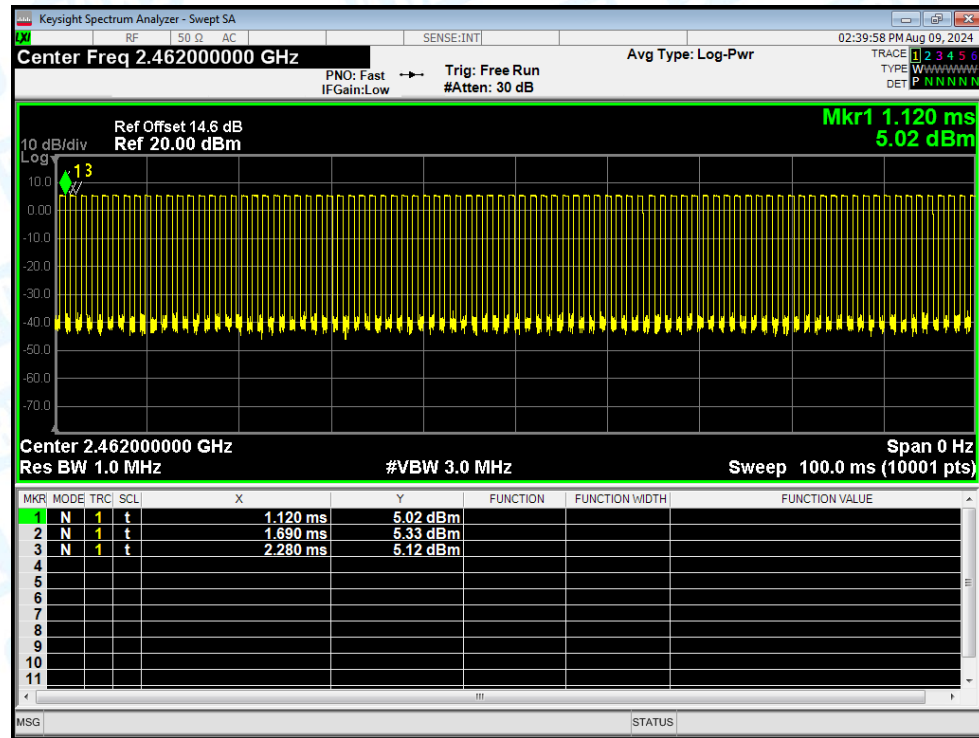 Keysight Spectrum Analyzer - Swept SA
LXI RF 50 Ω AC SENSE:INT 02:39:58 PM Aug 09, 2024
Center Freq 2.462000000 GHz
PNO: Fast
IFGain:Low
Trig: Free Run
#Atten: 30 dB
Avg Type: Log-Pwr
TRACE 1 2 3 4 5 6
TYPE WWWWWW
DET P N N N N N
Mkr1 1.120 ms
5.02 dBm
Ref Offset 14.6 dB
10 dB/div Ref 20.00 dBm
Log
1 3
10.0
0.00
-10.0
-20.0
-30.0
-40.0
-50.0
-60.0
-70.0
Center 2.462000000 GHz Span 0 Hz
Res BW 1.0 MHz #VBW 3.0 MHz Sweep 100.0 ms (10001 pts)
MKR MODE TRC SCL X Y FUNCTION FUNCTION WIDTH FUNCTION VALUE
1 N 1 t 1.120 ms 5.02 dBm
2 N 1 t 1.690 ms 5.33 dBm
3 N 1 t 2.280 ms 5.12 dBm
4
5
6
7
8
9
10
11
MSG STATUS